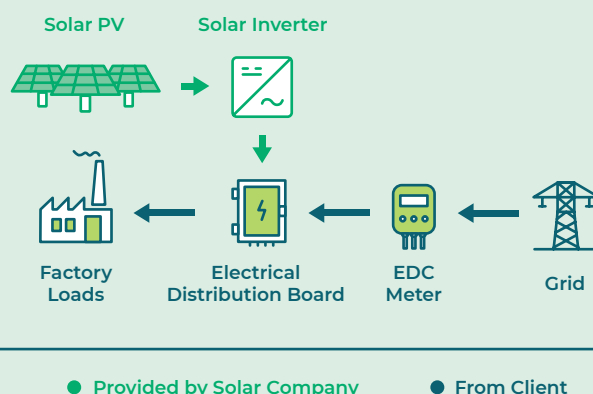 Solar PV
Solar Inverter
Factory
Loads
Electrical
Distribution Board
EDC
Meter
Grid
Provided by Solar Company
From Client